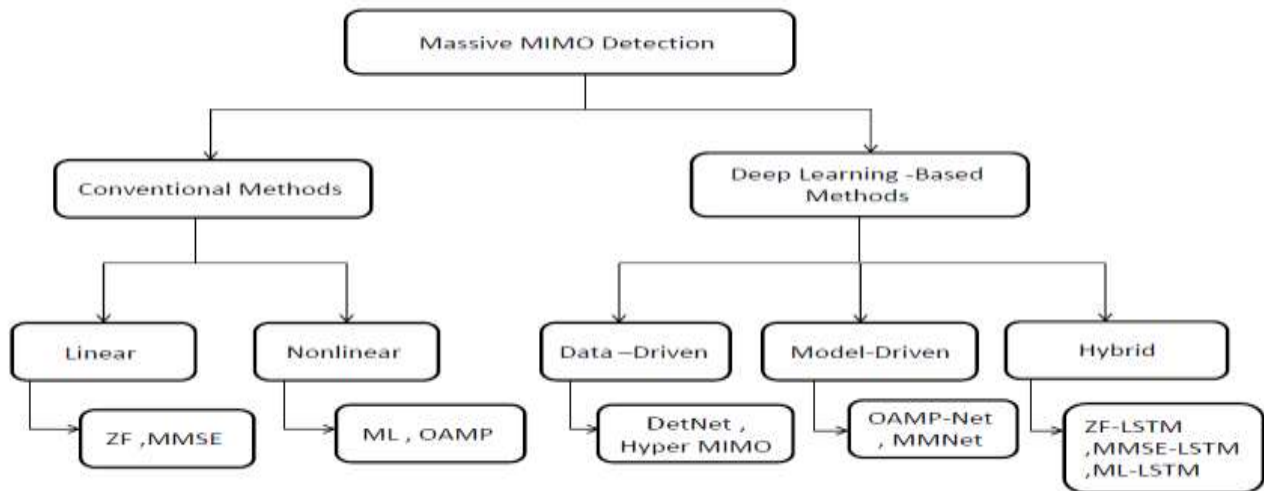 Massive MIMO Detection
Conventional Methods
Deep Learning -Based
Methods
Linear
Nonlinear
Data –Driven
Model-Driven
Hybrid
ZF ,MMSE
ML , OAMP
DetNet ,
Hyper MIMO
OAMP-Net
, MMNet
ZF-LSTM
,MMSE-LSTM
,ML-LSTM